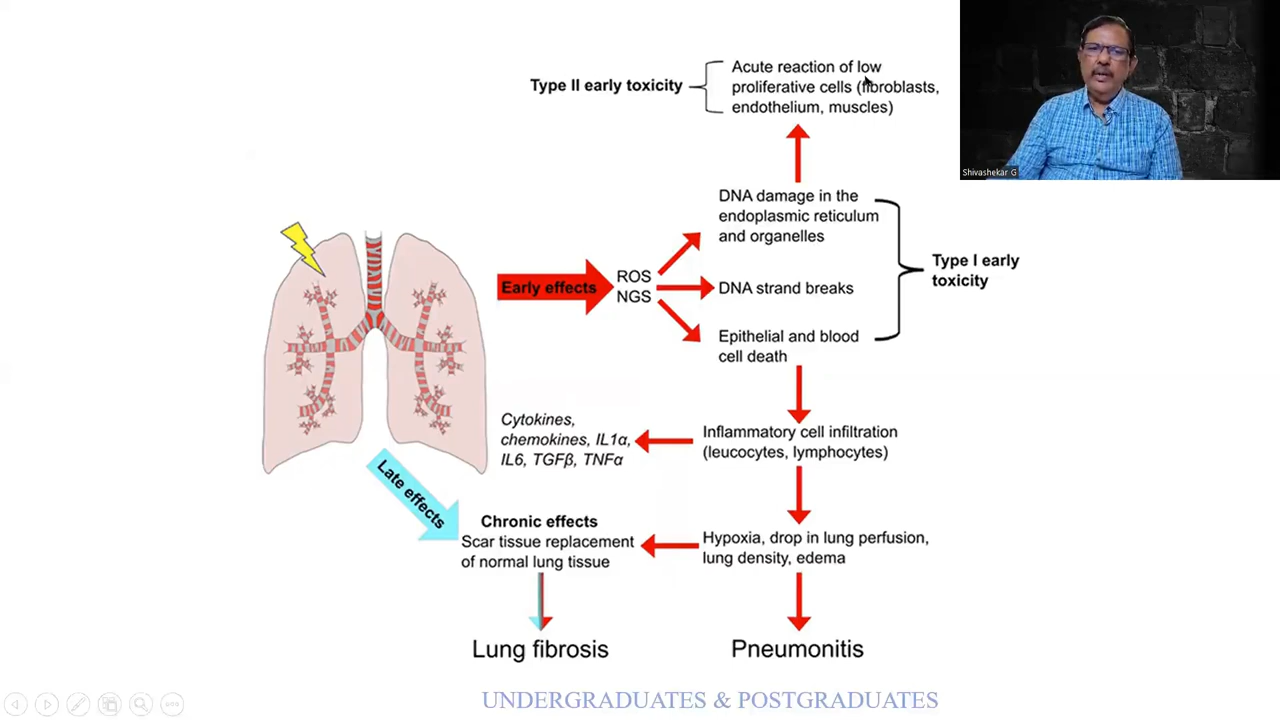 Type II early toxicity
Acute reaction of low
proliferative cells (fibroblasts,
endothelium, muscles)
Shivashekar G
DNA damage in the
endoplasmic reticulum
and organelles
Early effects
ROS
NGS
DNA strand breaks
Type I early
toxicity
Epithelial and blood
cell death
Cytokines,
chemokines, IL1α,
IL6, TGFβ, TNFα
Inflammatory cell infiltration
(leucocytes, lymphocytes)
Late effects
Chronic effects
Scar tissue replacement
of normal lung tissue
Hypoxia, drop in lung perfusion,
lung density, edema
Lung fibrosis
Pneumonitis
UNDERGRADUATES & POSTGRADUATES